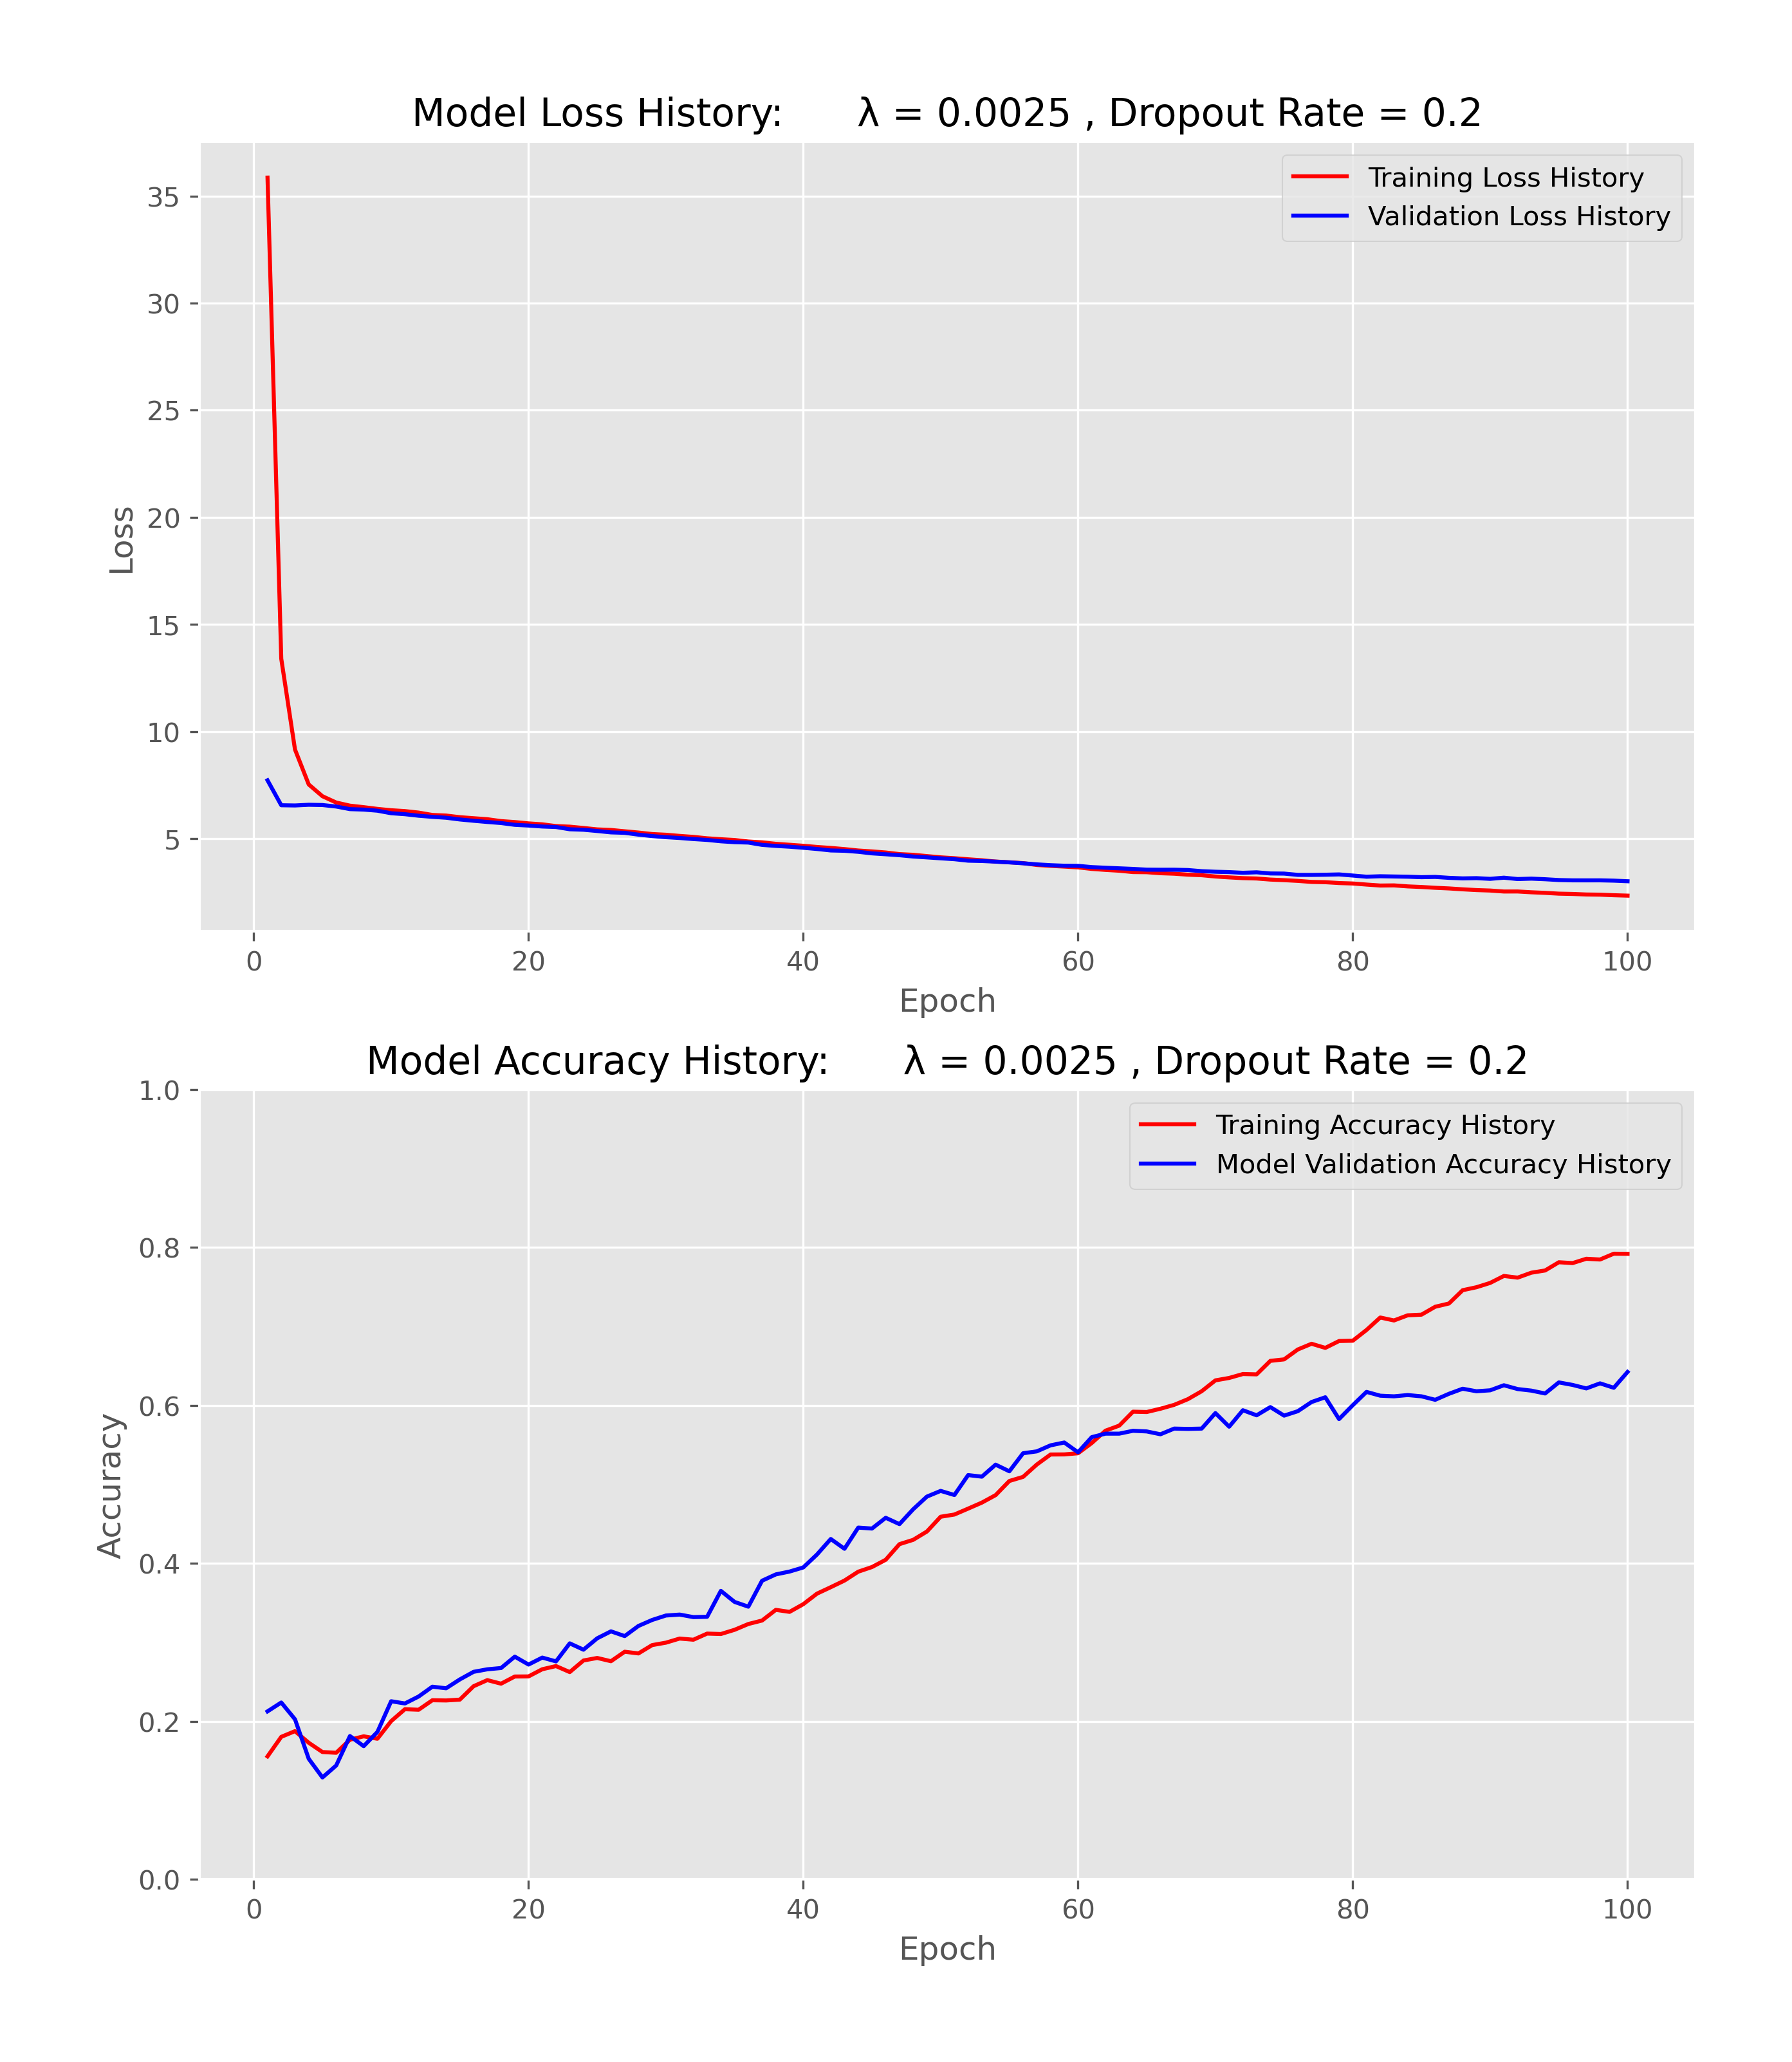 Model Loss History: λ = 0.0025 , Dropout Rate = 0.2
Training Loss History
Validation Loss History
35
30
25
20
15
10
5
Loss
0 20 40 60 80 100
Epoch
Model Accuracy History: λ = 0.0025 , Dropout Rate = 0.2
Training Accuracy History
Model Validation Accuracy History
1.0
0.8
0.6
0.4
0.2
0.0
Accuracy
0 20 40 60 80 100
Epoch